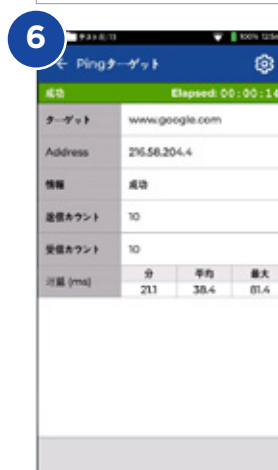 6
100%
← Pingターゲット
成功 Elapsed: 00:00:14
ターゲット www.google.com
Address 216.58.204.4
情報 成功
送信カウント 10
受信カウント 10
(ms) 分 平均 最大
21.1 38.4 81.4